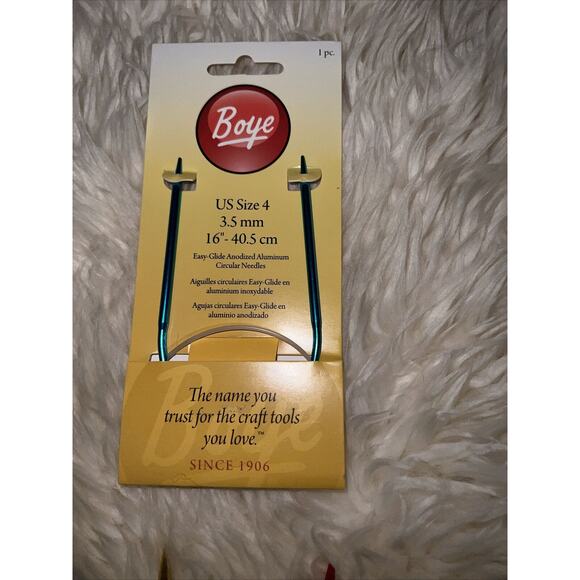 1 pc.
Boye
US Size 4
3.5 mm
16"- 40.5 cm
Easy-Glide Anodized Aluminum
Circular Needles
Aiguilles circulaires Easy-Glide en
aluminium inoxydable
Agujas circulares Easy-Glide en
aluminio anodizado
Boye
The name you
trust for the craft tools
you love.™
SINCE 1906